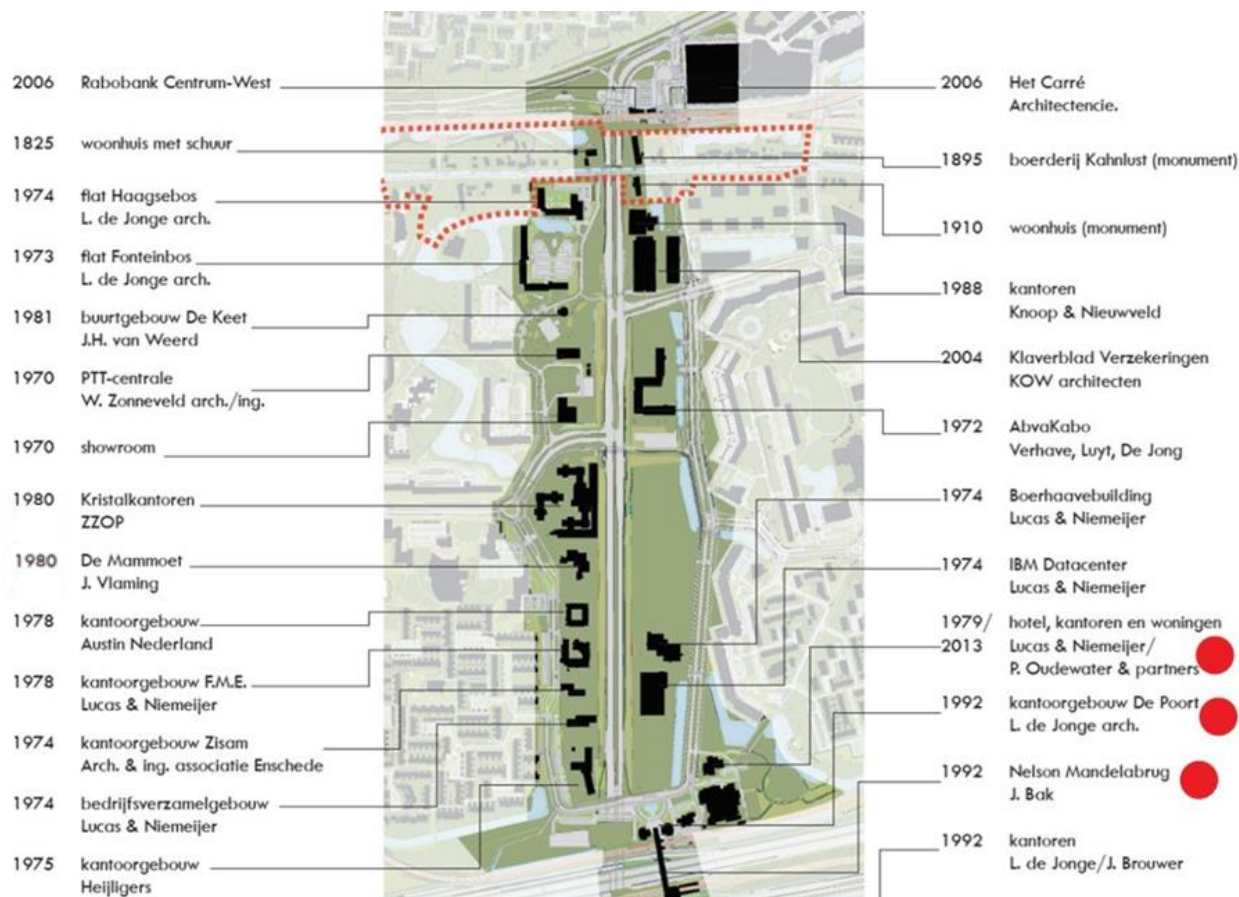 2006 Rabobank Centrum-West
1825 woonhuis met schuur
1974 flat Haagsebos
L. de Jonge arch.
1973 flat Fonteinbos
L. de Jonge arch.
1981 buurtgebouw De Keet
J.H. van Weerd
1970 PTT-centrale
W. Zonneveld arch./ing.
1970 showroom
1980 Kristalkantoren
ZZOP
1980 De Mammoet
J. Vlaming
1978 kantoorgebouw
Austin Nederland
1978 kantoorgebouw F.M.E.
Lucas & Niemeijer
1974 kantoorgebouw Zisam
Arch. & ing. associatie Enschede
1974 bedrijfsverzamelgebouw
Lucas & Niemeijer
1975 kantoorgebouw
Heijligers
2006 Het Carré
Architectencie.
1895 boerderij Kahnlust (monument)
1910 woonhuis (monument)
1988 kantoren
Knoop & Nieuwveld
2004 Klaverblad Verzekeringen
KOW architecten
1972 AbvaKabo
Verhave, Luyt, De Jong
1974 Boerhaavebuilding
Lucas & Niemeijer
1974 IBM Datacenter
Lucas & Niemeijer
1979/ hotel, kantoren en woningen
2013 Lucas & Niemeijer/
P. Oudewater & partners
1992 kantoorgebouw De Poort
L. de Jonge arch.
1992 Nelson Mandelabrug
J. Bak
1992 kantoren
L. de Jonge/J. Brouwer